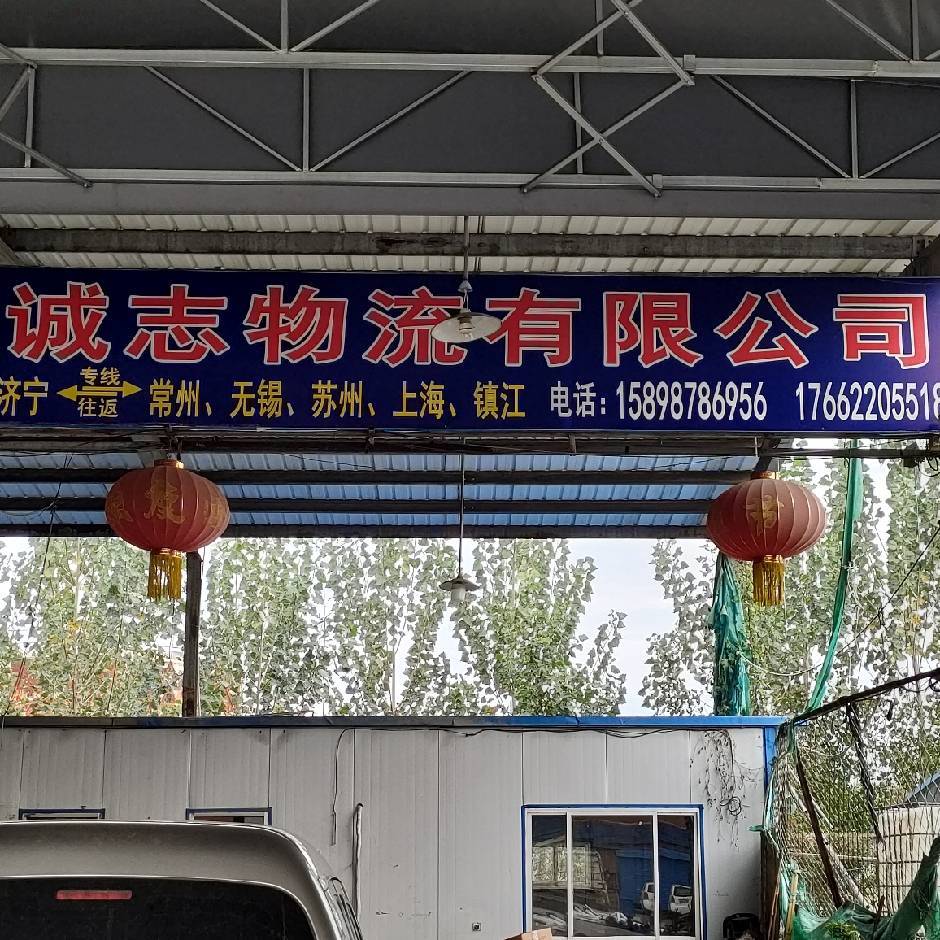 诚志物流有限公司
济宁 专线往返 常州、无锡、苏州、上海、镇江 电话:15898786956 17662205518
度